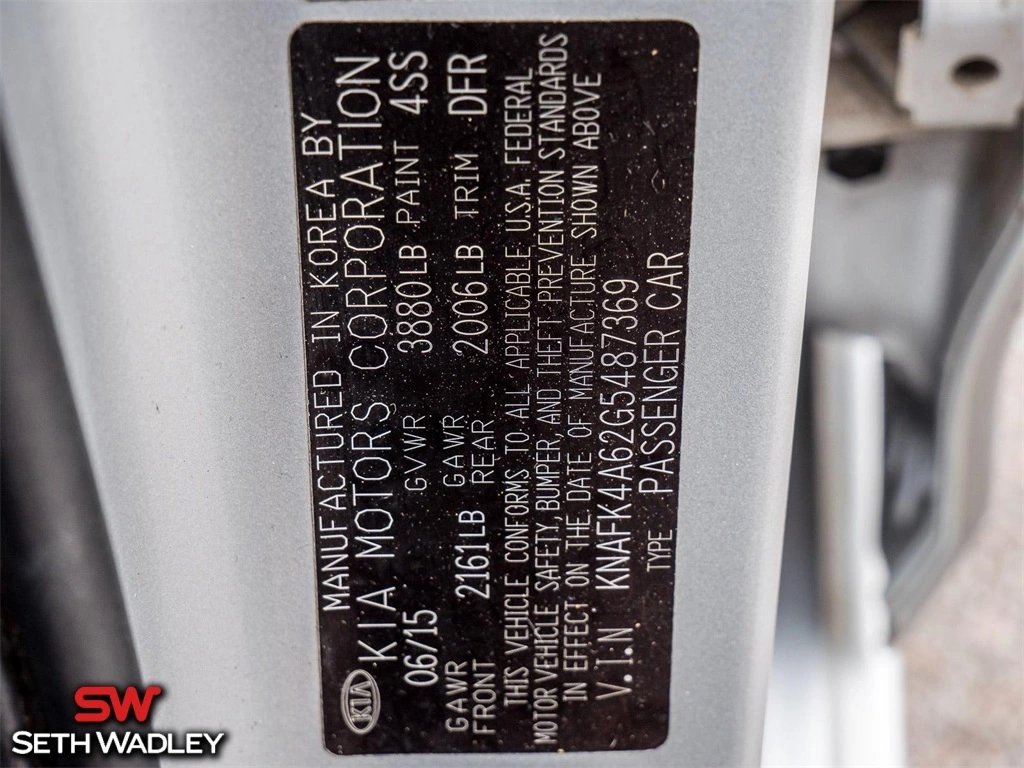 MANUFACTURED IN KOREA BY
KIA MOTORS CORPORATION
06/15 GVWR 3880LB PAINT 4SS
GAWR FRONT 2161LB GAWR REAR 2006LB TRIM DFR
THIS VEHICLE CONFORMS TO ALL APPLICABLE U.S.A. FEDERAL
MOTOR VEHICLE SAFETY, BUMPER, AND THEFT PREVENTION STANDARDS
IN EFFECT ON THE DATE OF MANUFACTURE SHOWN ABOVE
V.I.N KNAFK4A62G5487369
TYPE PASSENGER CAR
KIA
SW
SETH WADLEY